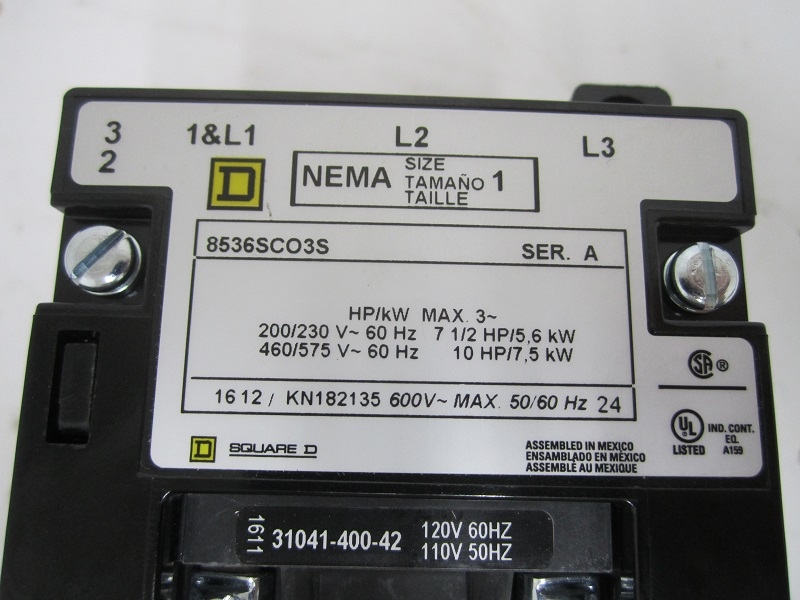 3 1&L1 L2 L3
2
D
NEMA SIZE TAMAÑO TAILLE 1
8536SCO3S SER. A
HP/kW MAX. 3~
200/230 V~ 60 Hz 7 1/2 HP/5,6 kW
460/575 V~ 60 Hz 10 HP/7,5 kW
1612 / KN182135 600V~ MAX. 50/60 Hz 24
SA ®
UL LISTED IND. CONT. EQ. A159
D SQUARE D
ASSEMBLED IN MEXICO
ENSAMBLADO EN MÉXICO
ASSEMBLÉ AU MEXIQUE
1611 31041-400-42 120V 60HZ
110V 50HZ